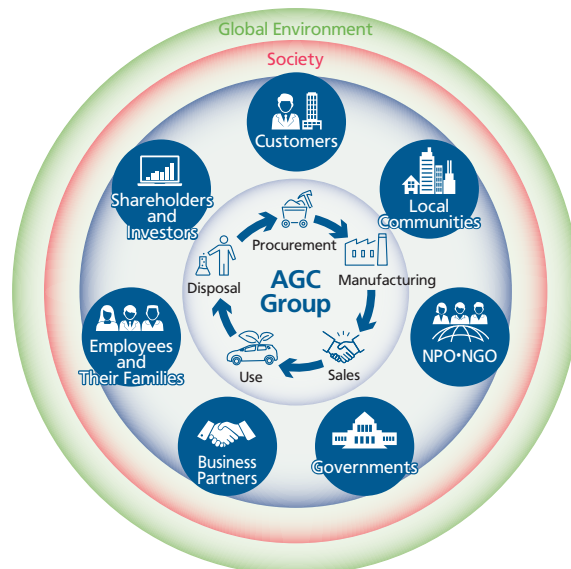 Global Environment
Society
Customers
Local
Communities
NPO•NGO
Governments
Business
Partners
Employees
and
Their Families
Shareholders
and
Investors
AGC
Group
Procurement
Manufacturing
Sales
Use
Disposal